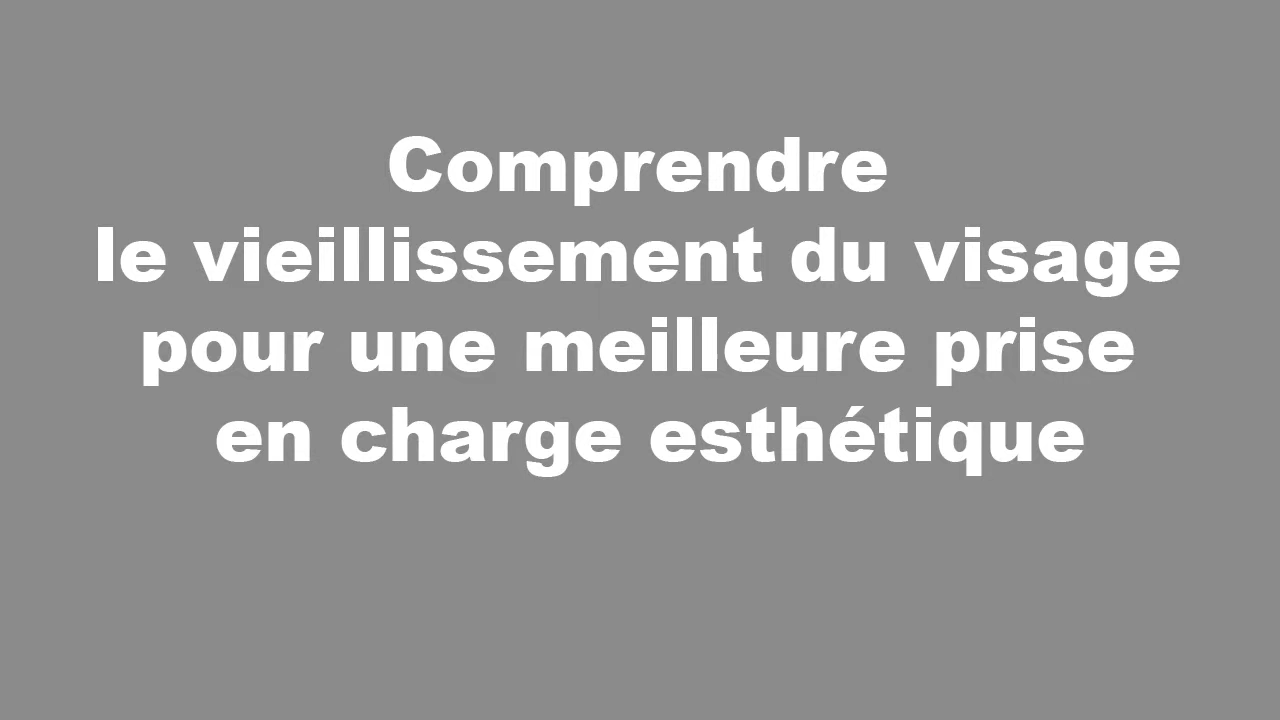 Comprendre
le vieillissement du visage
pour une meilleure prise
en charge esthétique